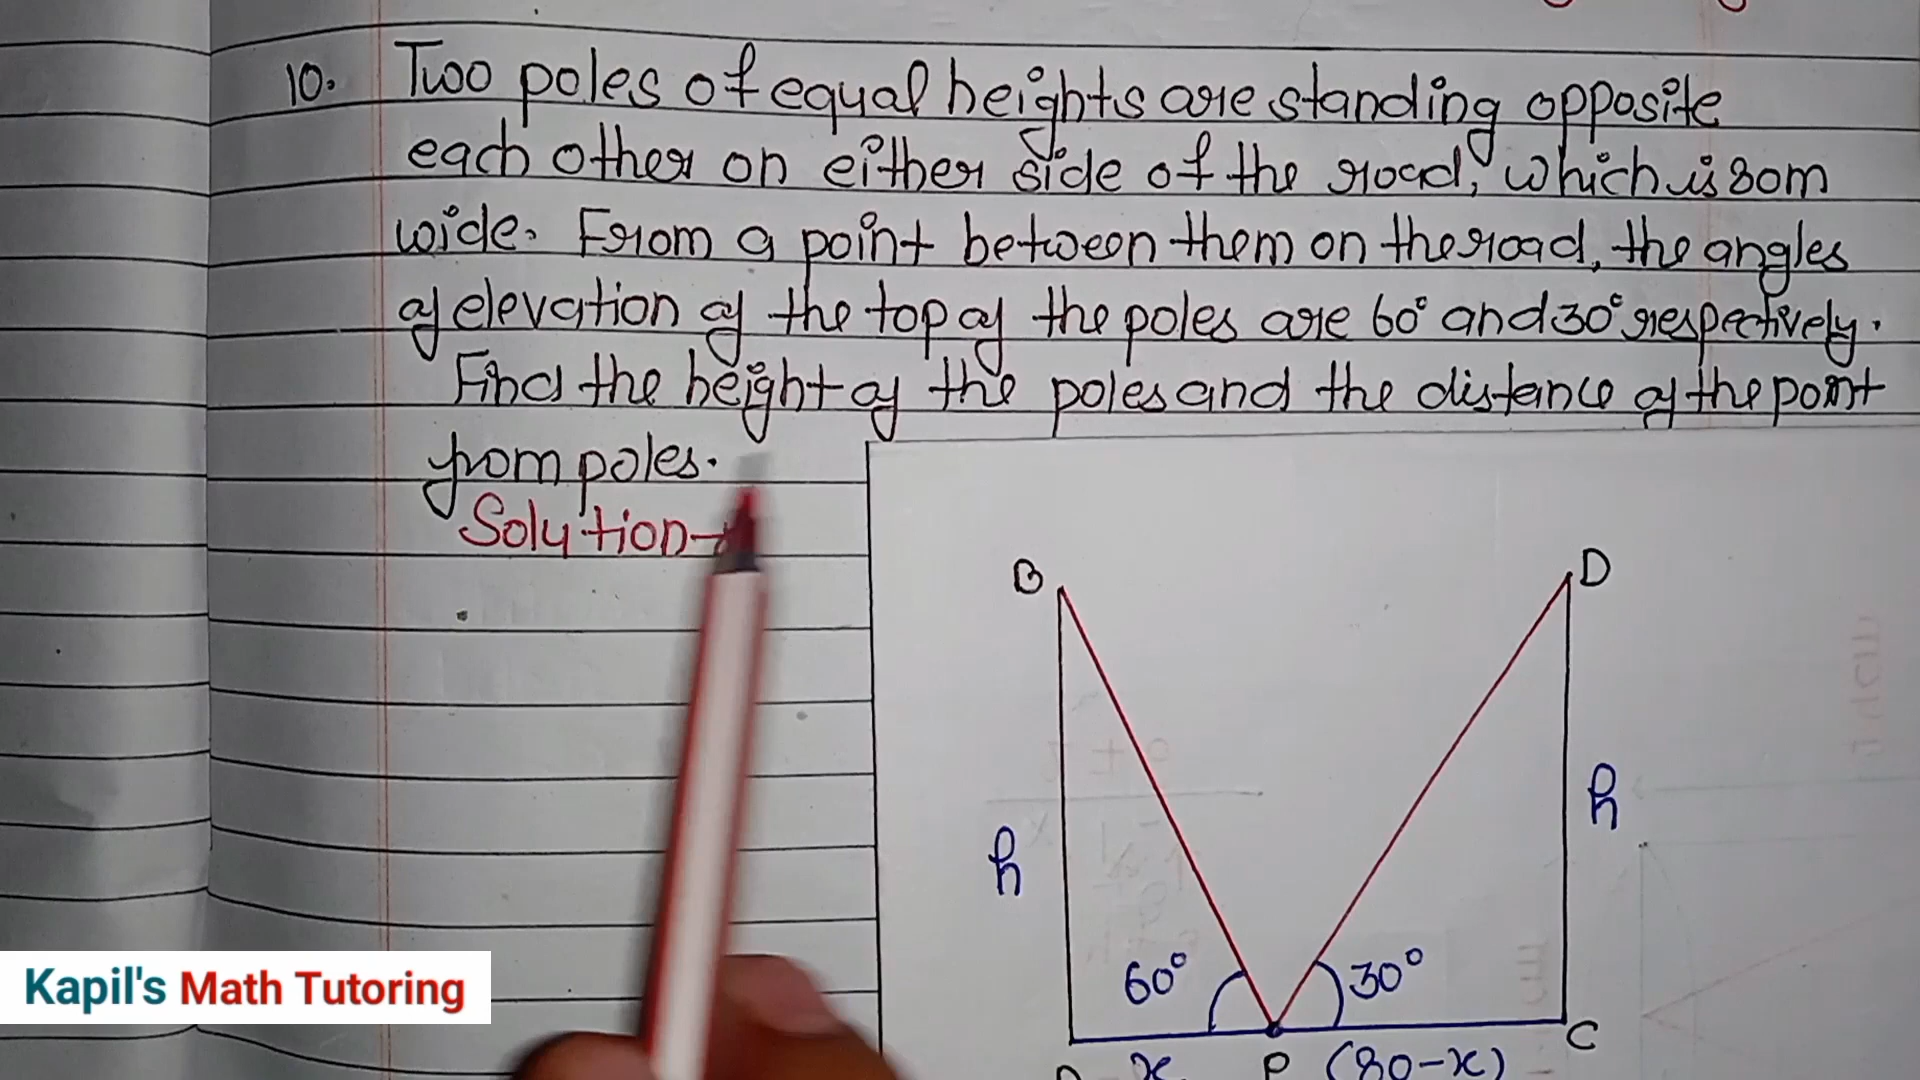 10. Two poles of equal heights are standing opposite
each other on either side of the road, which is 80m
wide. From a point between them on the road, the angles
of elevation of the top of the poles are 60° and 30° respectively.
Find the height of the poles and the distance of the point
from poles.
Solution-
B
D
h
h
60°
30°
C
x
P
(80-x)
Kapil's Math Tutoring